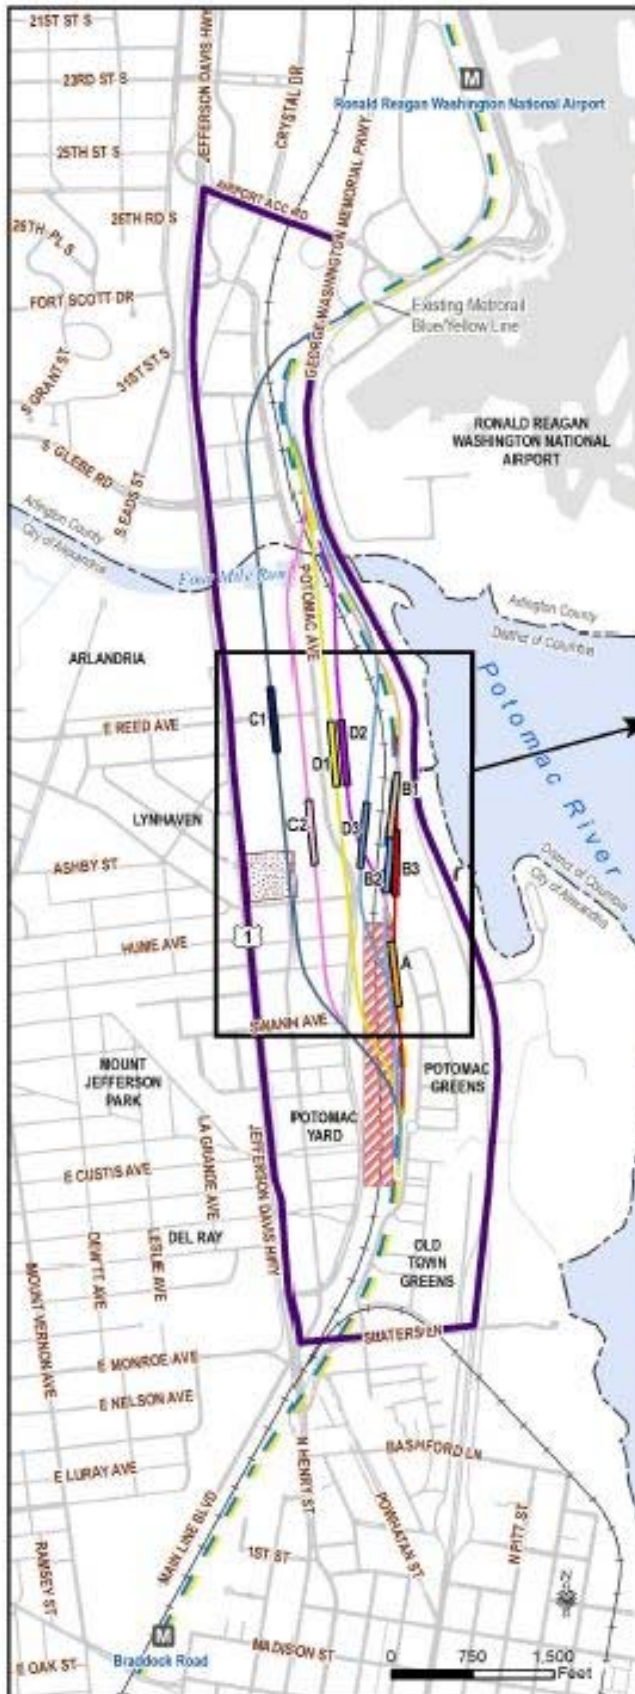 21ST ST S
23RD ST S
25TH ST S
26TH RD S
26TH PL S
FORT SCOTT DR
S GRANT ST
31ST ST S
S GLEBE RD
S EADS ST
JEFFERSON DAVIS HWY
CRYSTAL DR
AIRPORT ACC RD
GEORGE WASHINGTON MEMORIAL PKWY
M
Ronald Reagan Washington National Airport
Existing Metrorail
Blue/Yellow Line
RONALD REAGAN
WASHINGTON NATIONAL
AIRPORT
Arlington County
City of Alexandria
Four Mile Run
POTOMAC AVE
Arlington County
District of Columbia
Potomac River
ARLANDRIA
E REED AVE
C1
D2
D1
B1
C2
D3
B2
B3
LYNHAVEN
ASHBY ST
District of Columbia
City of Alexandria
HUME AVE
1
A
SWANN AVE
MOUNT
JEFFERSON
PARK
POTOMAC
GREENS
POTOMAC
YARD
LA GRANDE AVE
JEFFERSON DAVIS HWY
E CUSTIS AVE
DEL RAY
OLD
TOWN
GREENS
MOUNT VERNON AVE
DEWITT AVE
LESLIE AVE
SLATERS LN
E MONROE AVE
E NELSON AVE
E LURAY AVE
N HENRY ST
BASHFORD LN
MAIN LINE BLVD
POWHATAN ST
N PITT ST
RAMSEY ST
1ST ST
N
M
Braddock Road
MADISON ST
E OAK ST
0 750 1,500
Feet